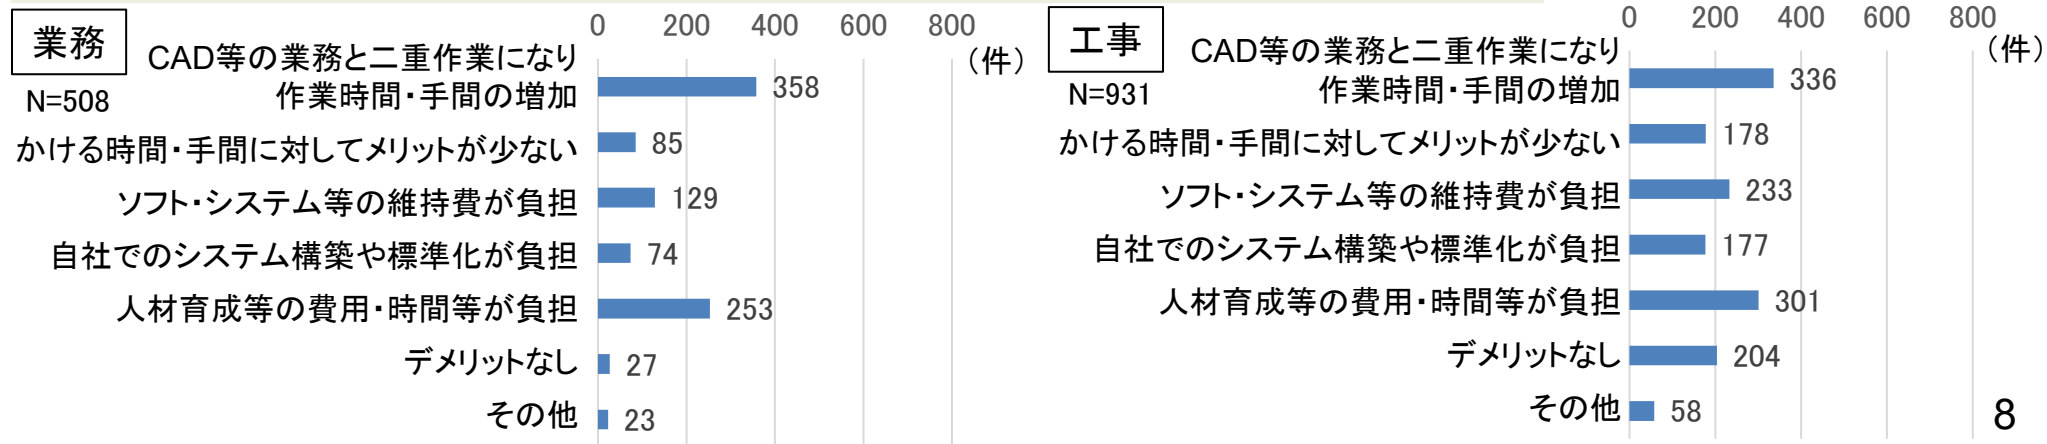 業務
N=508
0 200 400 600 800
(件)
CAD等の業務と二重作業になり
作業時間・手間の増加
358
かける時間・手間に対してメリットが少ない
85
ソフト・システム等の維持費が負担
129
自社でのシステム構築や標準化が負担
74
人材育成等の費用・時間等が負担
253
デメリットなし
27
その他
23
工事
N=931
0 200 400 600 800
(件)
CAD等の業務と二重作業になり
作業時間・手間の増加
336
かける時間・手間に対してメリットが少ない
178
ソフト・システム等の維持費が負担
233
自社でのシステム構築や標準化が負担
177
人材育成等の費用・時間等が負担
301
デメリットなし
204
その他
58
8